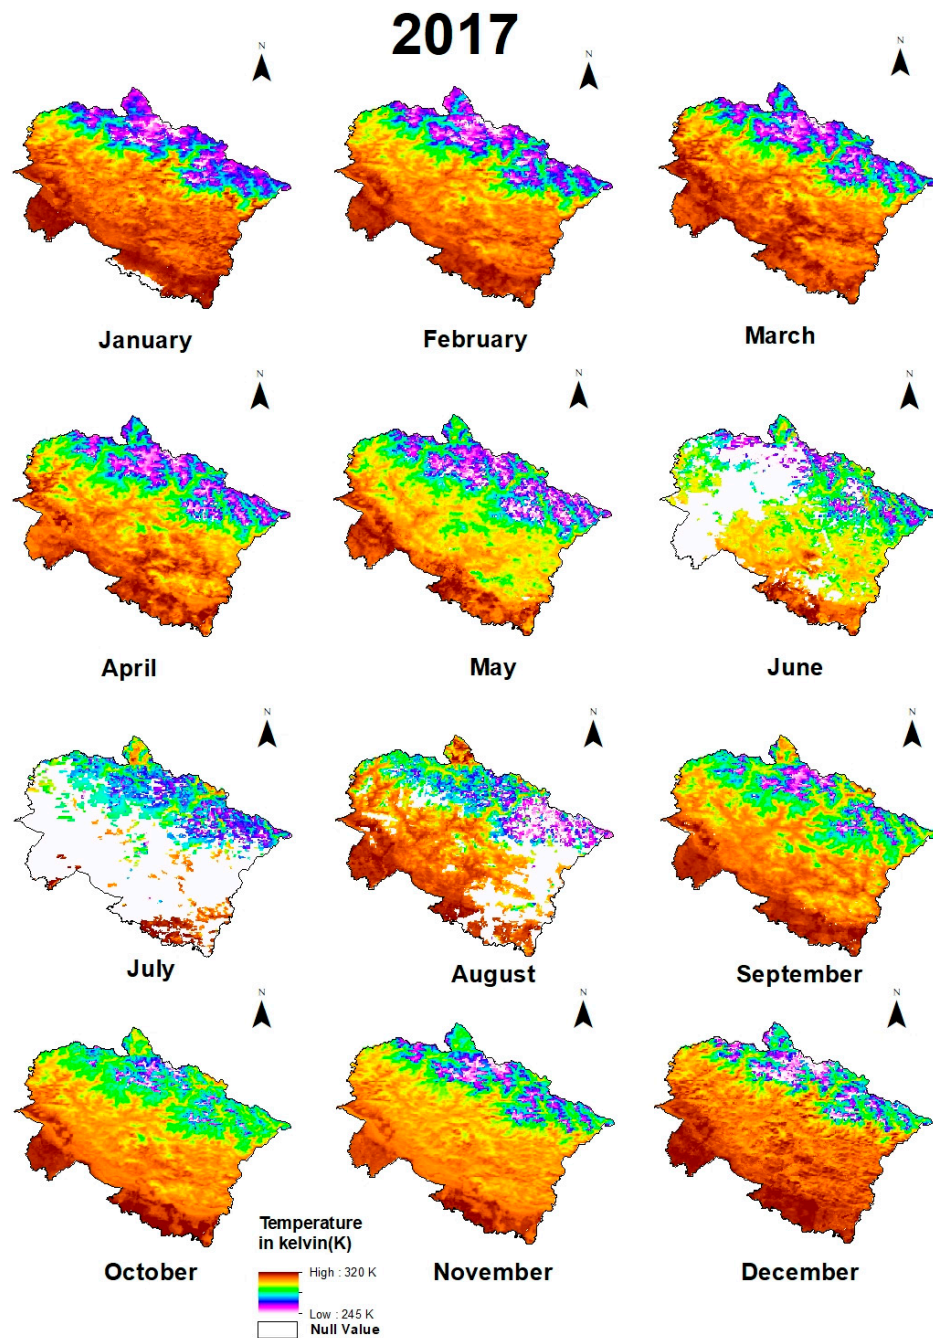 2017
N
N
N
January
February
March
N
N
N
April
May
June
N
N
N
July
August
September
N
N
N
October
Temperature
in kelvin(K)
High : 320 K
Low : 245 K
Null Value
November
December